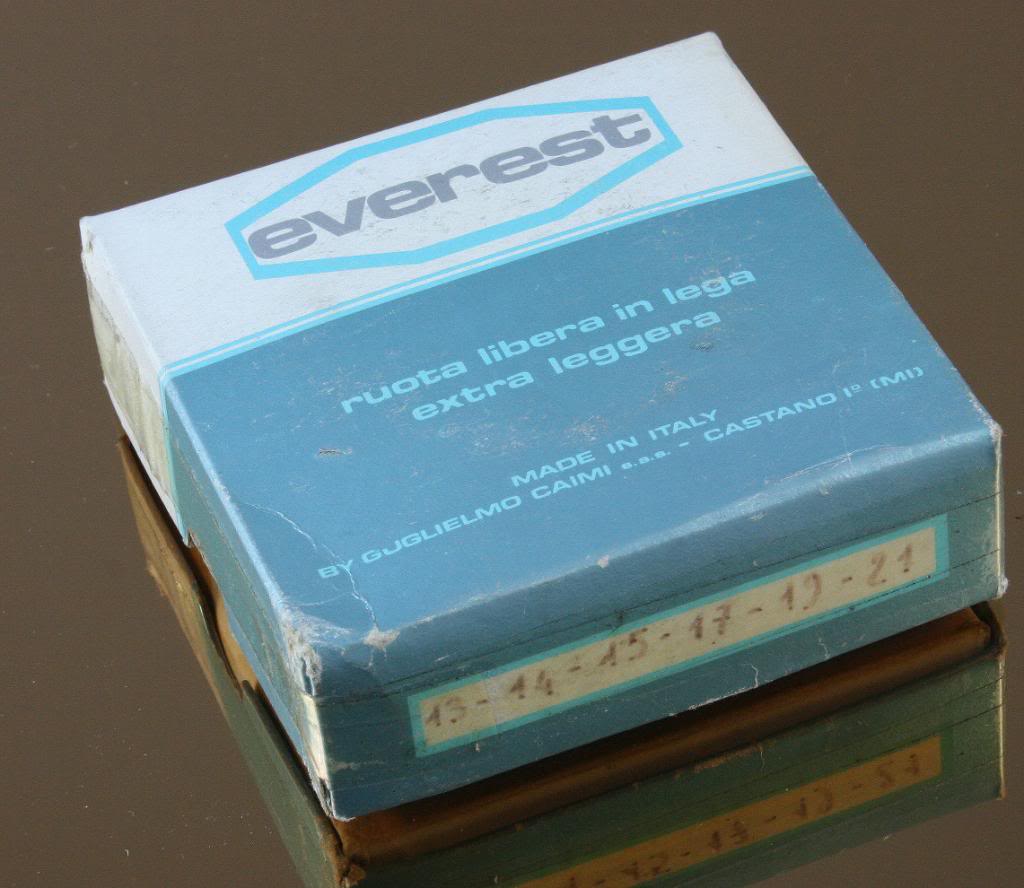 everest
ruota libera in lega
extra leggera
MADE IN ITALY
BY GUGLIELMO CAIMI s.a.s. - CASTANO Iº (MI)
13 - 14 - 15 - 17 - 19 - 21